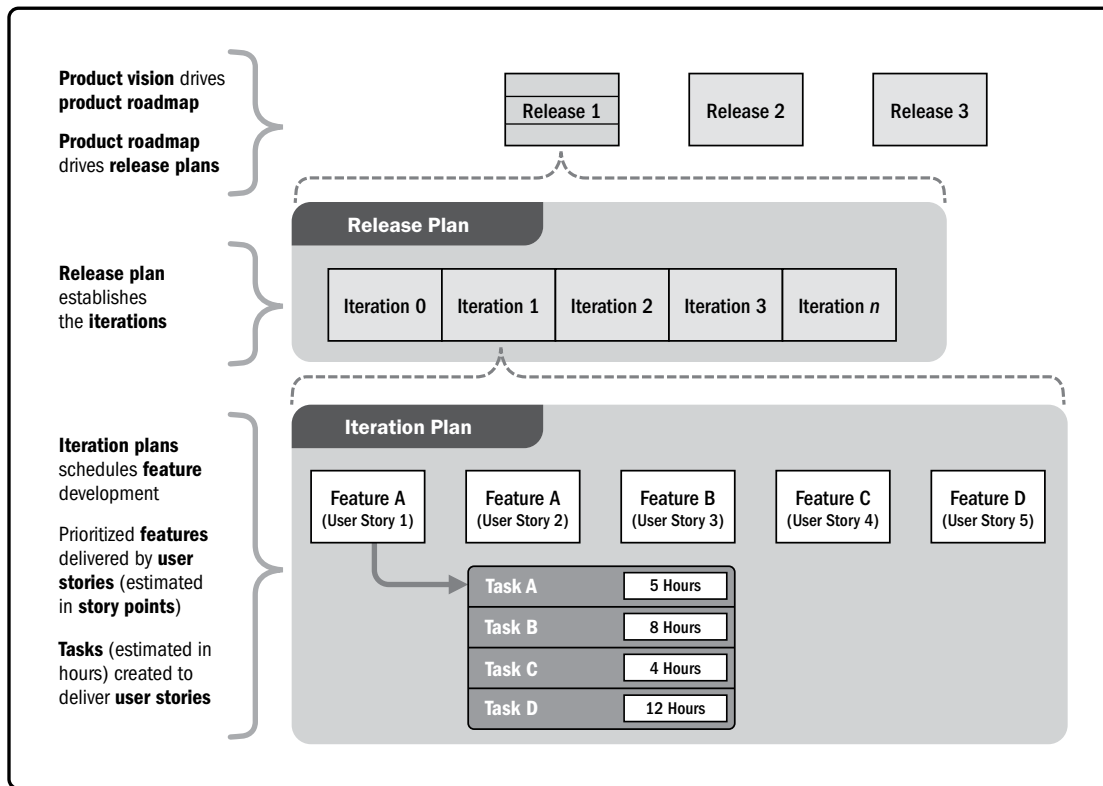 Product vision drives
product roadmap
Product roadmap
drives release plans
Release 1
Release 2
Release 3
Release Plan
Release plan
establishes
the iterations
Iteration 0
Iteration 1
Iteration 2
Iteration 3
Iteration n
Iteration Plan
Iteration plans
schedules feature
development
Prioritized features
delivered by user
stories (estimated
in story points)
Tasks (estimated in
hours) created to
deliver user stories
Feature A
(User Story 1)
Feature A
(User Story 2)
Feature B
(User Story 3)
Feature C
(User Story 4)
Feature D
(User Story 5)
Task A
5 Hours
Task B
8 Hours
Task C
4 Hours
Task D
12 Hours